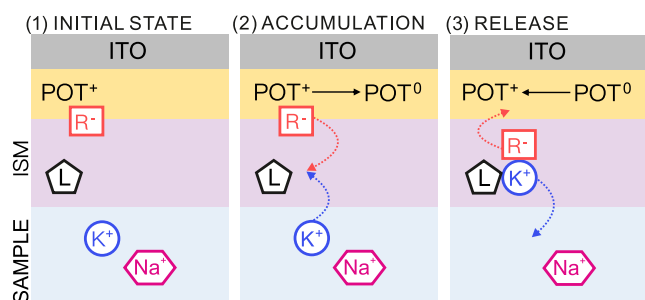 (1) INITIAL STATE
ITO
POT⁺
R⁻
L
K⁺
Na⁺
(2) ACCUMULATION
ITO
POT⁺ POT⁰
R⁻
L
K⁺
Na⁺
(3) RELEASE
ITO
POT⁺ POT⁰
R⁻
L K⁺
Na⁺
ISM
SAMPLE